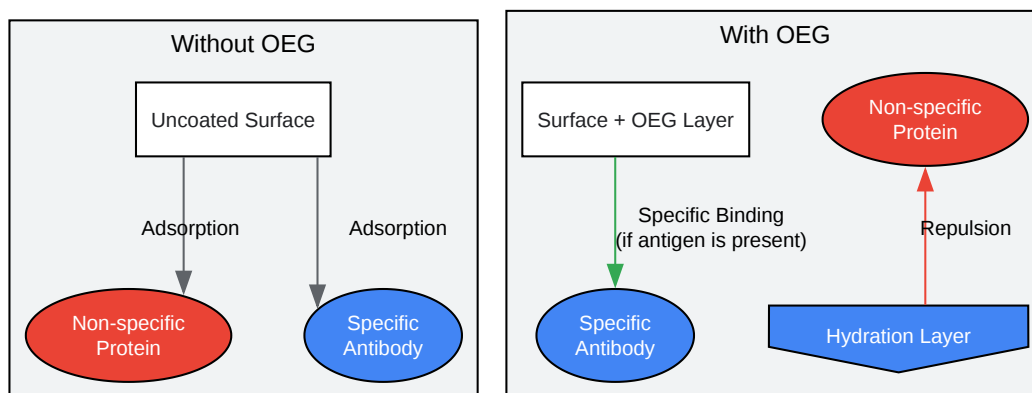 Without OEG
Uncoated Surface
Adsorption
Adsorption
Non-specific
Protein
Specific
Antibody
With OEG
Surface + OEG Layer
Non-specific
Protein
Specific Binding
(if antigen is present)
Repulsion
Specific
Antibody
Hydration Layer